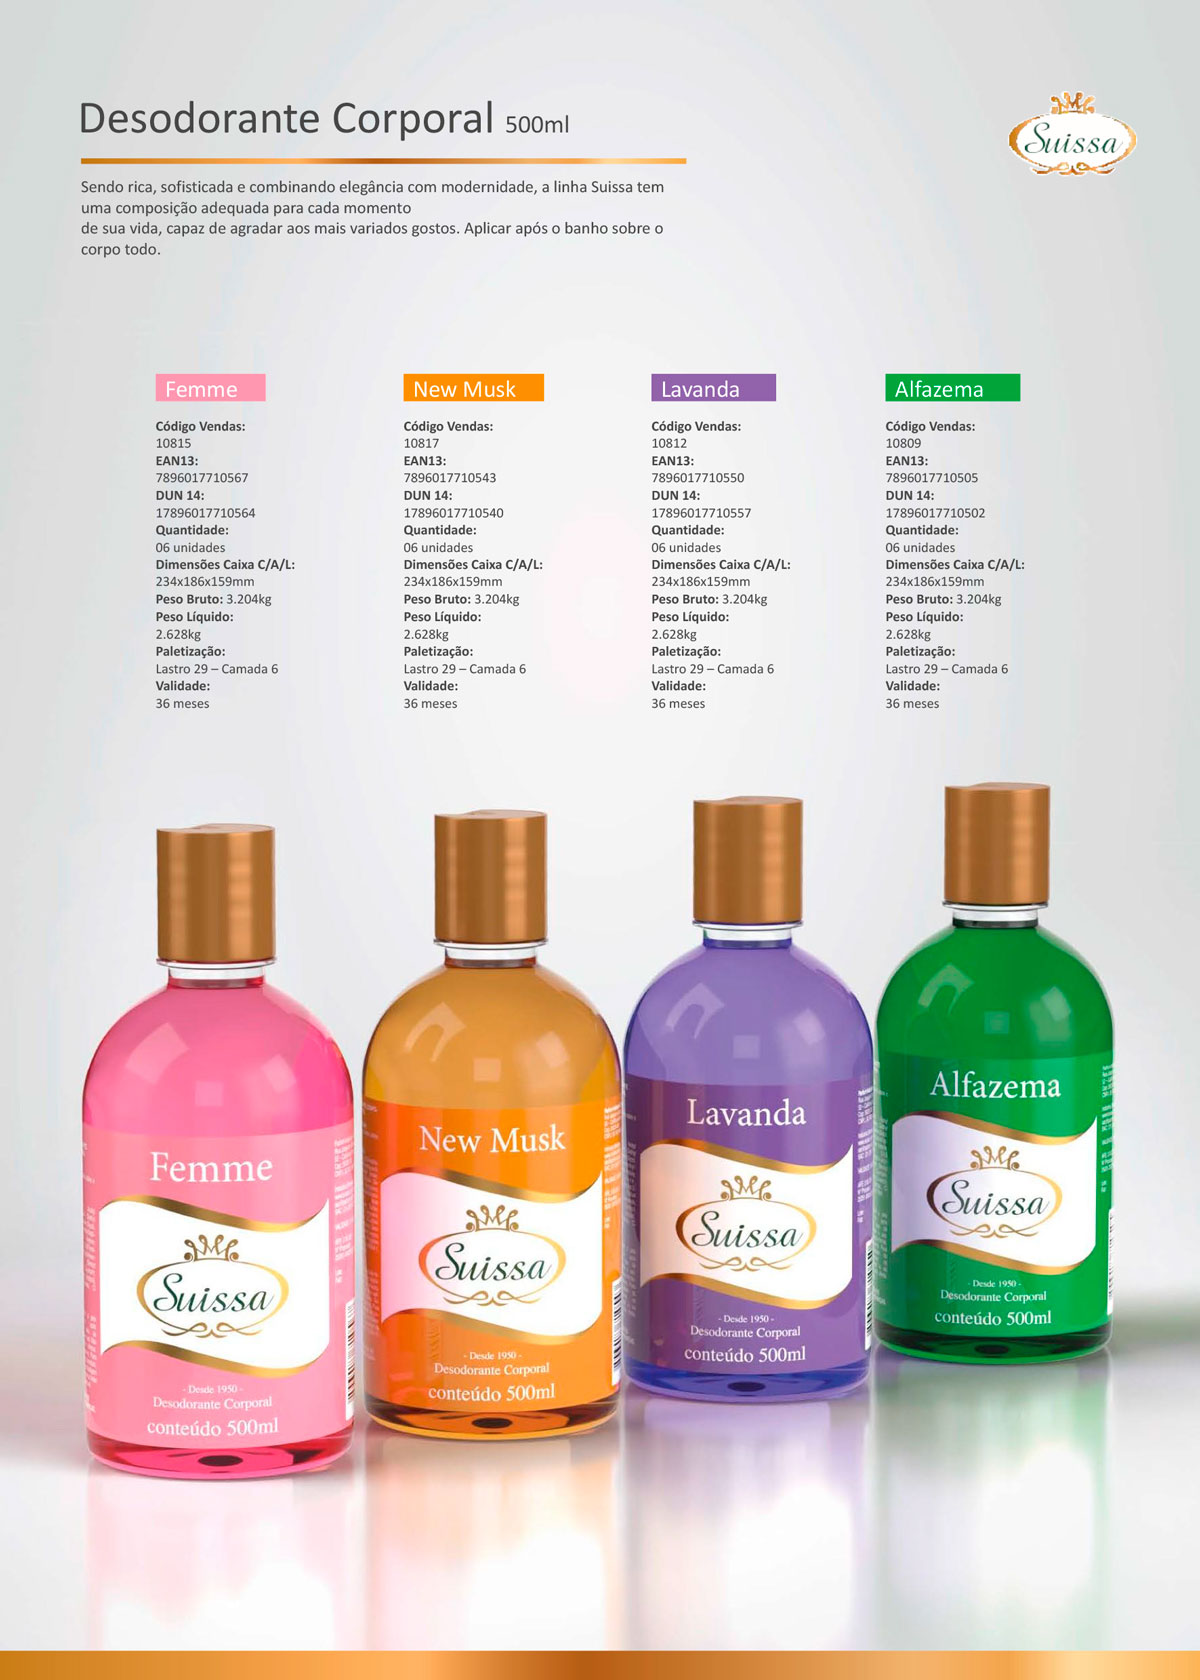 Desodorante Corporal 500ml
Suissa
Sendo rica, sofisticada e combinando elegância com modernidade, a linha Suissa tem
uma composição adequada para cada momento
de sua vida, capaz de agradar aos mais variados gostos. Aplicar após o banho sobre o
corpo todo.
Femme
Código Vendas:
10815
EAN13:
7896017710567
DUN 14:
17896017710564
Quantidade:
06 unidades
Dimensões Caixa C/A/L:
234x186x159mm
Peso Bruto: 3.204kg
Peso Líquido:
2.628kg
Paletização:
Lastro 29 – Camada 6
Validade:
36 meses
New Musk
Código Vendas:
10817
EAN13:
7896017710543
DUN 14:
17896017710540
Quantidade:
06 unidades
Dimensões Caixa C/A/L:
234x186x159mm
Peso Bruto: 3.204kg
Peso Líquido:
2.628kg
Paletização:
Lastro 29 – Camada 6
Validade:
36 meses
Lavanda
Código Vendas:
10812
EAN13:
7896017710550
DUN 14:
17896017710557
Quantidade:
06 unidades
Dimensões Caixa C/A/L:
234x186x159mm
Peso Bruto: 3.204kg
Peso Líquido:
2.628kg
Paletização:
Lastro 29 – Camada 6
Validade:
36 meses
Alfazema
Código Vendas:
10809
EAN13:
7896017710505
DUN 14:
17896017710502
Quantidade:
06 unidades
Dimensões Caixa C/A/L:
234x186x159mm
Peso Bruto: 3.204kg
Peso Líquido:
2.628kg
Paletização:
Lastro 29 – Camada 6
Validade:
36 meses
Femme
Suissa
- Desde 1950 -
Desodorante Corporal
conteúdo 500ml
New Musk
Suissa
- Desde 1950 -
Desodorante Corporal
conteúdo 500ml
Lavanda
Suissa
- Desde 1950 -
Desodorante Corporal
conteúdo 500ml
Alfazema
Suissa
- Desde 1950 -
Desodorante Corporal
conteúdo 500ml